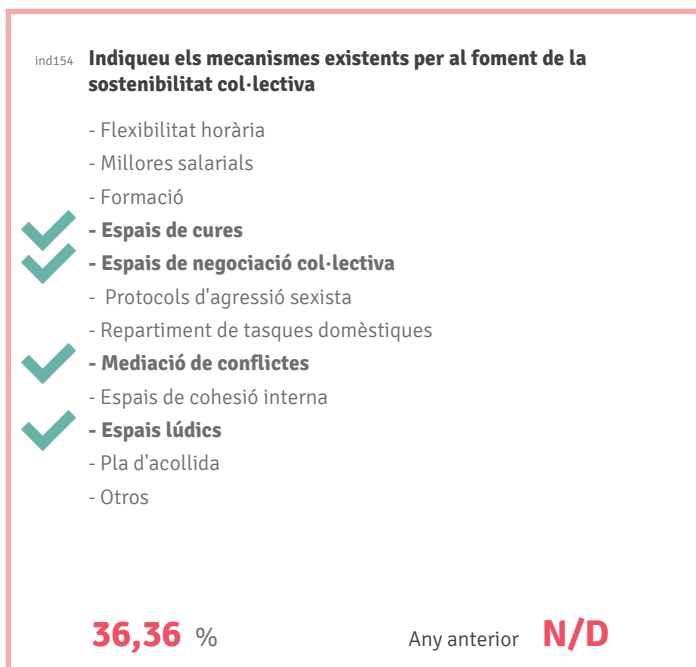 ind154 Indiqueu els mecanismes existents per al foment de la
sostenibilitat col·lectiva
- Flexibilitat horària
- Millores salarials
- Formació
- Espais de cures
- Espais de negociació col·lectiva
- Protocols d'agressió sexista
- Repartiment de tasques domèstiques
- Mediació de conflictes
- Espais de cohesió interna
- Espais lúdics
- Pla d'acollida
- Otros
36,36 % Any anterior N/D